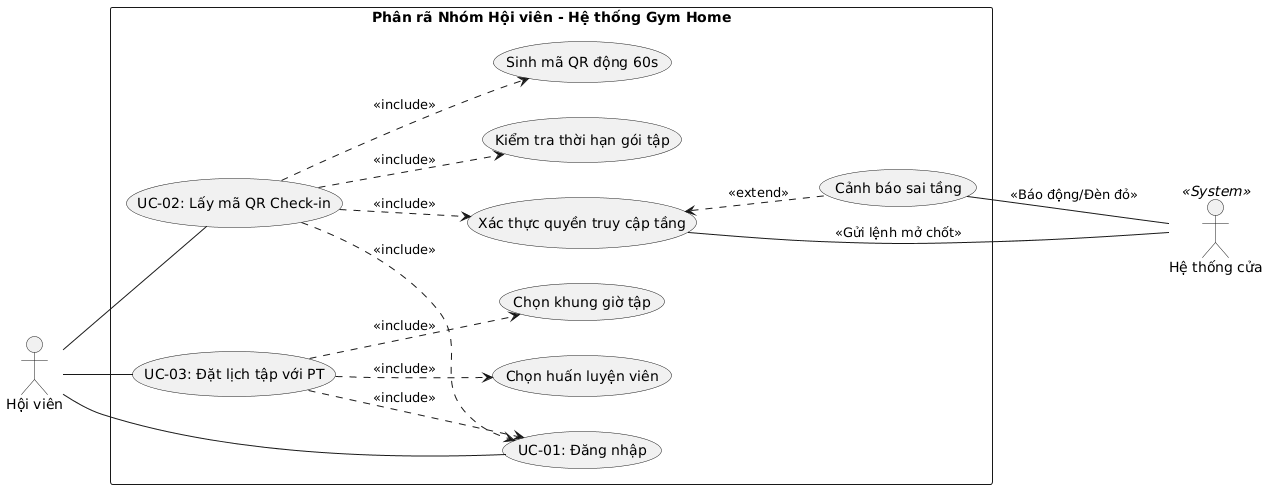 Phân rã Nhóm Hội viên - Hệ thống Gym Home
Sinh mã QR động 60s
«include»
Kiểm tra thời hạn gói tập
«include»
UC-02: Lấy mã QR Check-in
«include»
Xác thực quyền truy cập tầng
«extend»
Cảnh báo sai tầng
«Báo động/Đèn đỏ»
«System»
Hệ thống cửa
«Gửi lệnh mở chốt»
«include»
Chọn khung giờ tập
«include»
Hội viên
UC-03: Đặt lịch tập với PT
«include»
Chọn huấn luyện viên
«include»
UC-01: Đăng nhập